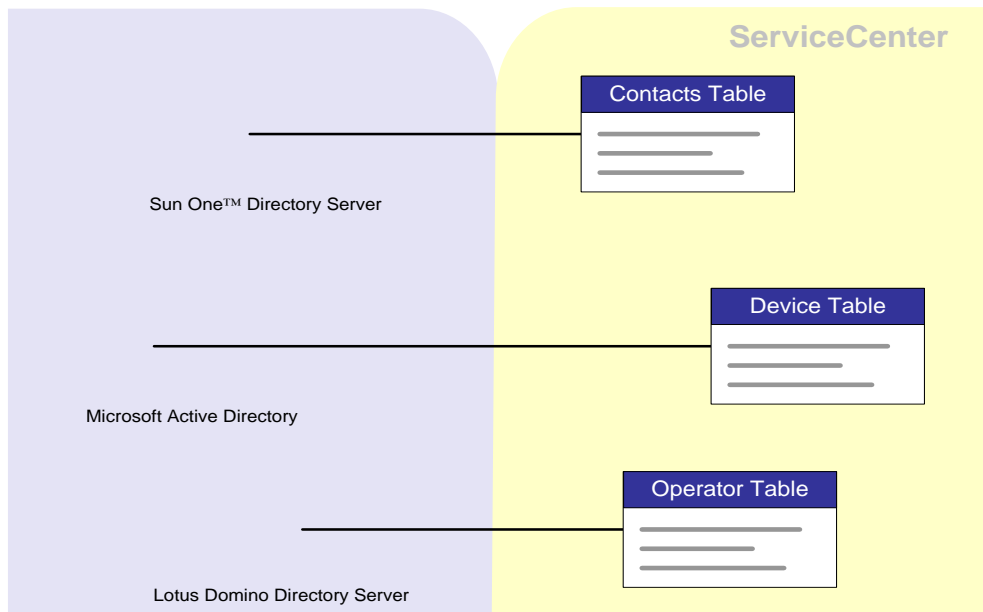 ServiceCenter
Contacts Table
Sun One™ Directory Server
Device Table
Microsoft Active Directory
Operator Table
Lotus Domino Directory Server